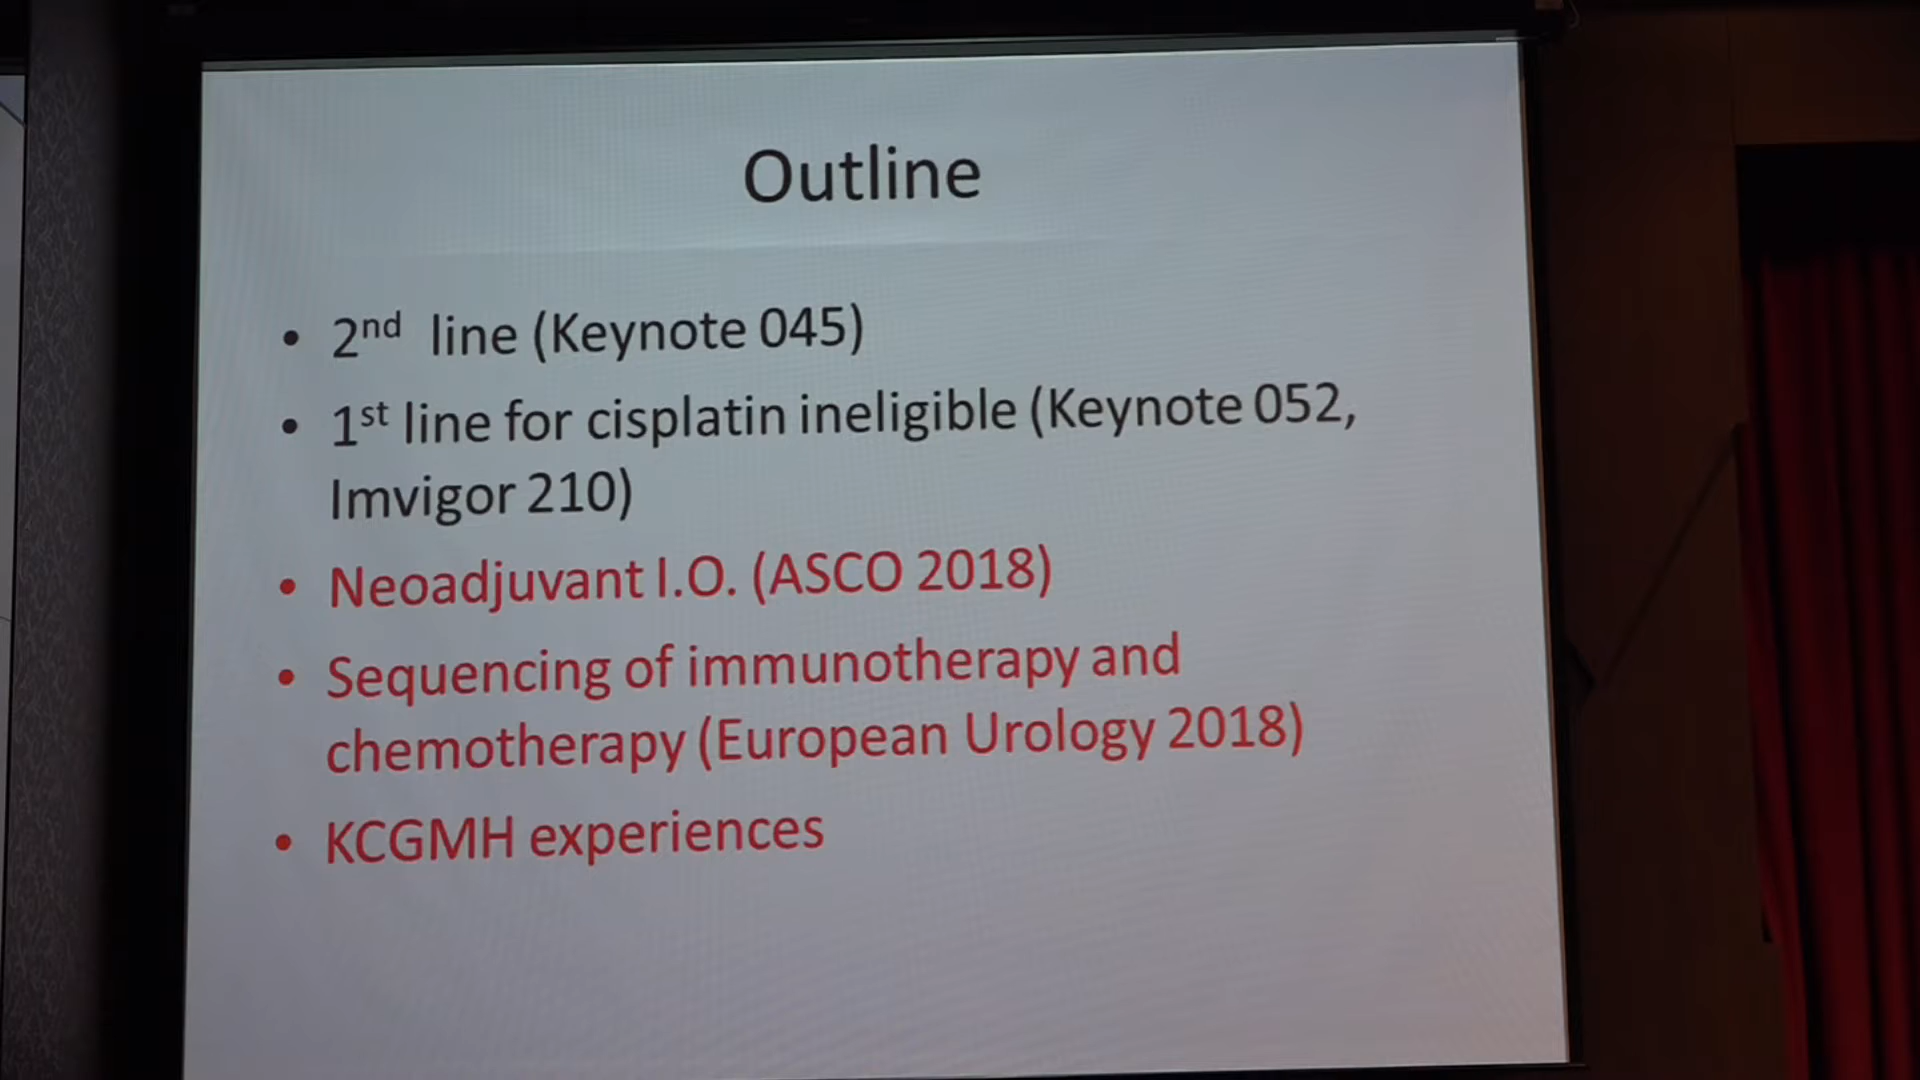 Outline
• 2nd line (Keynote 045)
• 1st line for cisplatin ineligible (Keynote 052,
Imvigor 210)
• Neoadjuvant I.O. (ASCO 2018)
• Sequencing of immunotherapy and
chemotherapy (European Urology 2018)
• KCGMH experiences